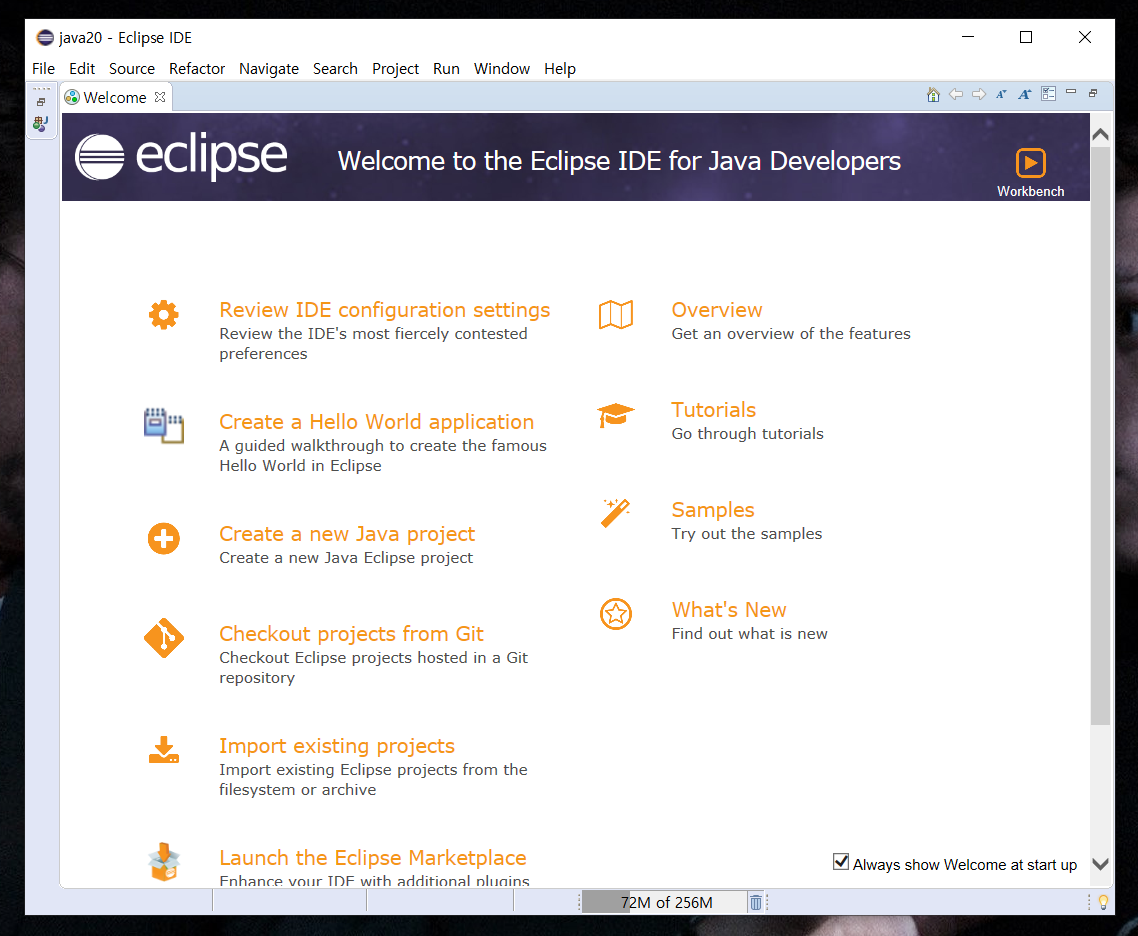 java20 - Eclipse IDE
File Edit Source Refactor Navigate Search Project Run Window Help
Welcome
eclipse
Welcome to the Eclipse IDE for Java Developers
Workbench
Review IDE configuration settings
Review the IDE's most fiercely contested
preferences
Create a Hello World application
A guided walkthrough to create the famous
Hello World in Eclipse
Create a new Java project
Create a new Java Eclipse project
Checkout projects from Git
Checkout Eclipse projects hosted in a Git
repository
Import existing projects
Import existing Eclipse projects from the
filesystem or archive
Launch the Eclipse Marketplace
Enhance your IDE with additional plugins
Overview
Get an overview of the features
Tutorials
Go through tutorials
Samples
Try out the samples
What's New
Find out what is new
Always show Welcome at start up
72M of 256M